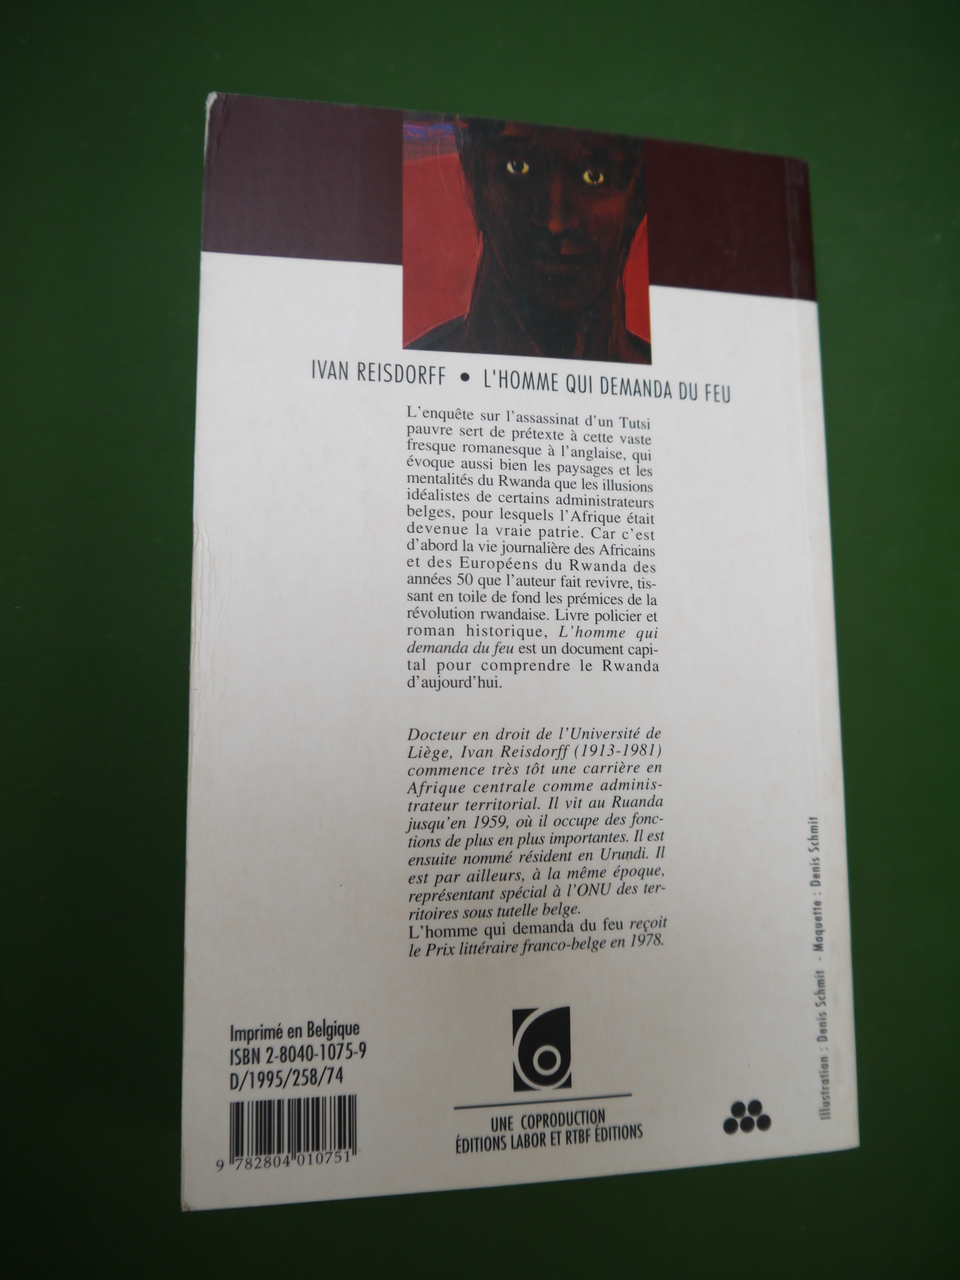 IVAN REISDORFF • L'HOMME QUI DEMANDA DU FEU
L'enquête sur l'assassinat d'un Tutsi
pauvre sert de prétexte à cette vaste
fresque romanesque à l'anglaise, qui
évoque aussi bien les paysages et les
mentalités du Rwanda que les illusions
idéalistes de certains administrateurs
belges, pour lesquels l'Afrique était
devenue la vraie patrie. Car c'est
d'abord la vie journalière des Africains
et des Européens du Rwanda des
années 50 que l'auteur fait revivre, tis-
sant en toile de fond les prémices de la
révolution rwandaise. Livre policier et
roman historique, L'homme qui
demanda du feu est un document capi-
tal pour comprendre le Rwanda
d'aujourd'hui.
Docteur en droit de l'Université de
Liège, Ivan Reisdorff (1913-1981)
commence très tôt une carrière en
Afrique centrale comme adminis-
trateur territorial. Il vit au Ruanda
jusqu'en 1959, où il occupe des fonc-
tions de plus en plus importantes. Il est
ensuite nommé résident en Urundi. Il
est par ailleurs, à la même époque,
représentant spécial à l'ONU des ter-
ritoires sous tutelle belge.
L'homme qui demanda du feu reçoit
le Prix littéraire franco-belge en 1978.
Imprimé en Belgique
ISBN 2-8040-1075-9
D/1995/258/74
9 782804 010751
UNE COPRODUCTION
ÉDITIONS LABOR ET RTBF ÉDITIONS
Illustration : Denis Schmit - Maquette : Denis Schmit